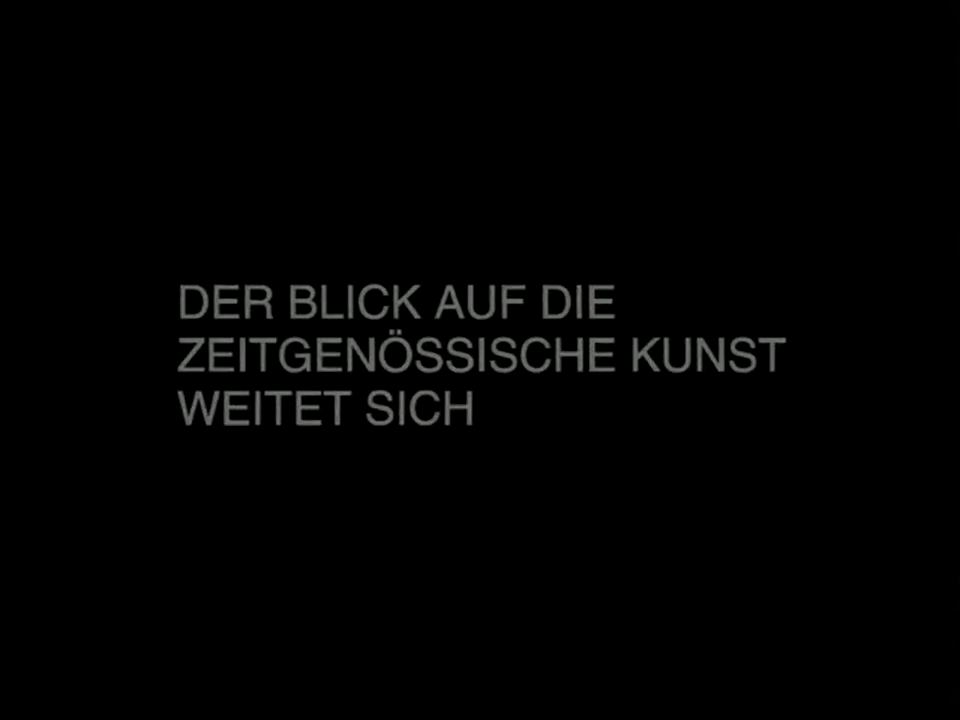 DER BLICK AUF DIE
ZEITGENÖSSISCHE KUNST
WEITET SICH